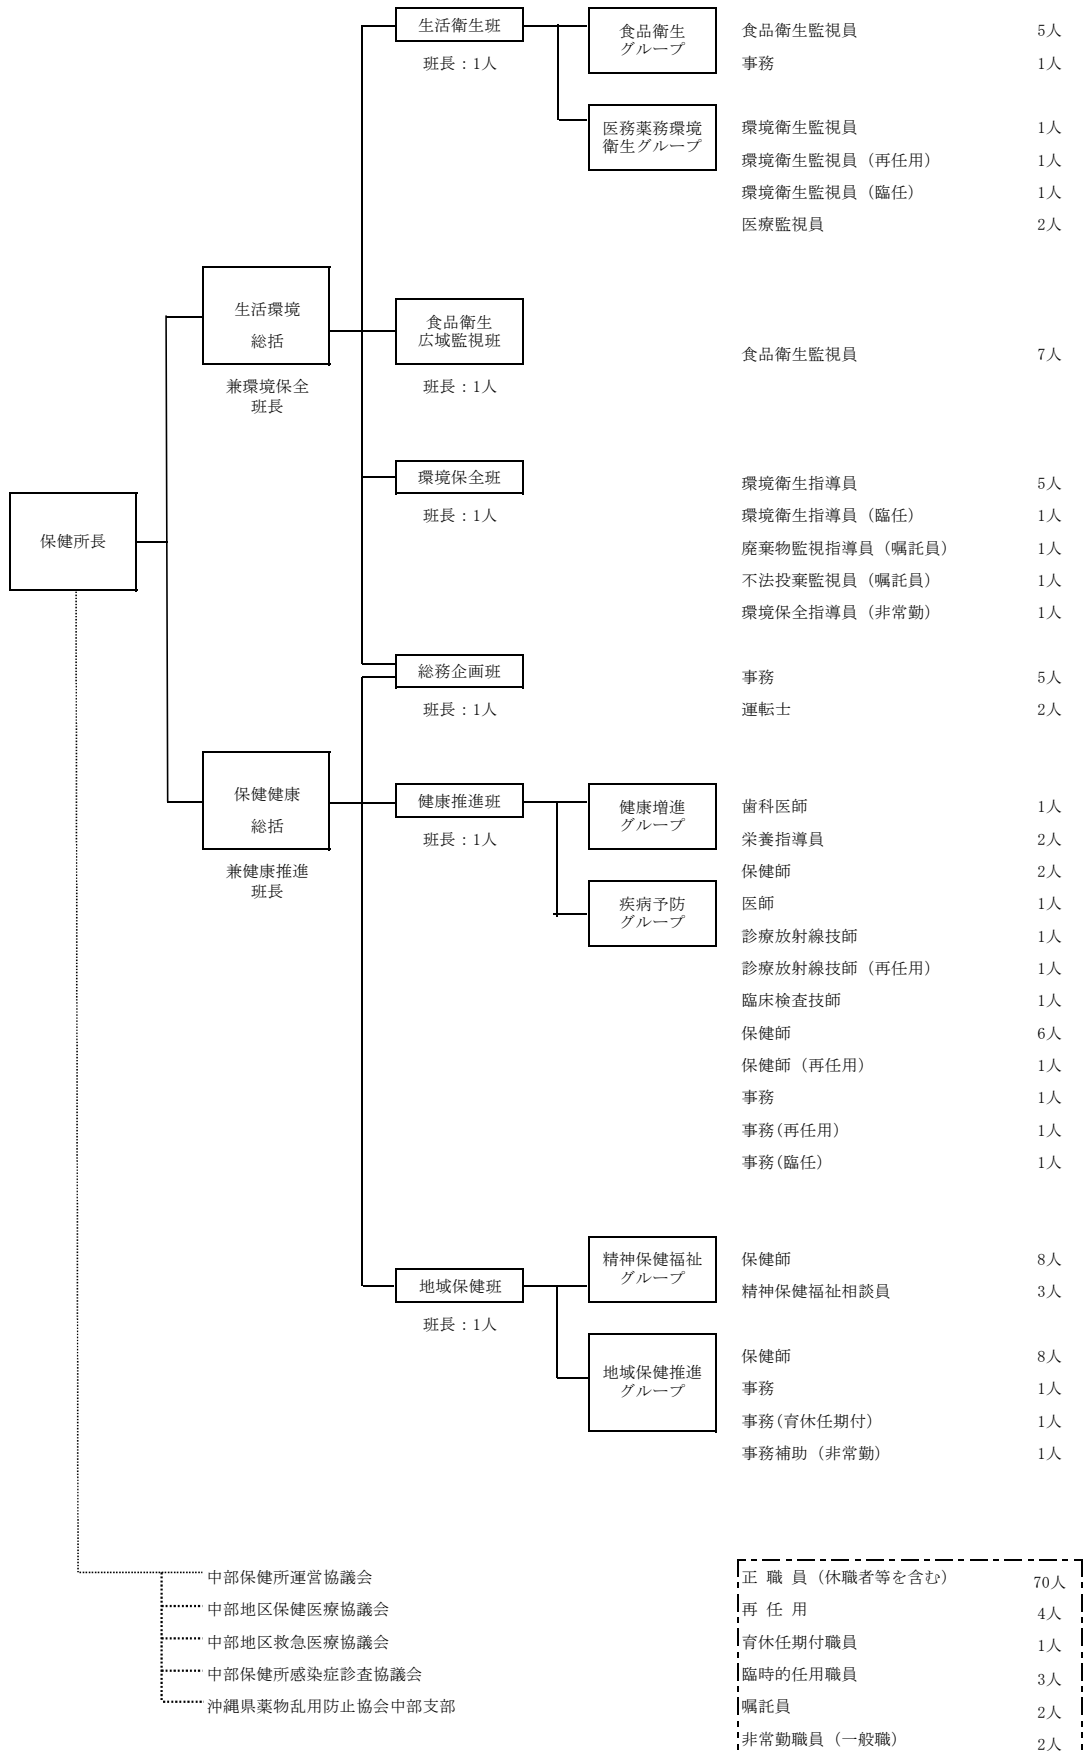 生活衛生班
班長：1人
食品衛生
グループ
食品衛生監視員 5人
事務 1人
医務薬務環境
衛生グループ
環境衛生監視員 1人
環境衛生監視員（再任用） 1人
環境衛生監視員（臨任） 1人
医療監視員 2人
生活環境
総括
兼環境保全
班長
食品衛生
広域監視班
班長：1人
食品衛生監視員 7人
環境保全班
班長：1人
環境衛生指導員 5人
環境衛生指導員（臨任） 1人
廃棄物監視指導員（嘱託員） 1人
不法投棄監視員（嘱託員） 1人
環境保全指導員（非常勤） 1人
保健所長
総務企画班
班長：1人
事務 5人
運転士 2人
保健健康
総括
兼健康推進
班長
健康推進班
班長：1人
健康増進
グループ
歯科医師 1人
栄養指導員 2人
保健師 2人
疾病予防
グループ
医師 1人
診療放射線技師 1人
診療放射線技師（再任用） 1人
臨床検査技師 1人
保健師 6人
保健師（再任用） 1人
事務 1人
事務(再任用) 1人
事務(臨任) 1人
地域保健班
班長：1人
精神保健福祉
グループ
保健師 8人
精神保健福祉相談員 3人
地域保健推進
グループ
保健師 8人
事務 1人
事務(育休任期付) 1人
事務補助（非常勤） 1人
中部保健所運営協議会
中部地区保健医療協議会
中部地区救急医療協議会
中部保健所感染症診査協議会
沖縄県薬物乱用防止協会中部支部
正 職 員（休職者等を含む） 70人
再 任 用 4人
育休任期付職員 1人
臨時的任用職員 3人
嘱託員 2人
非常勤職員（一般職） 2人